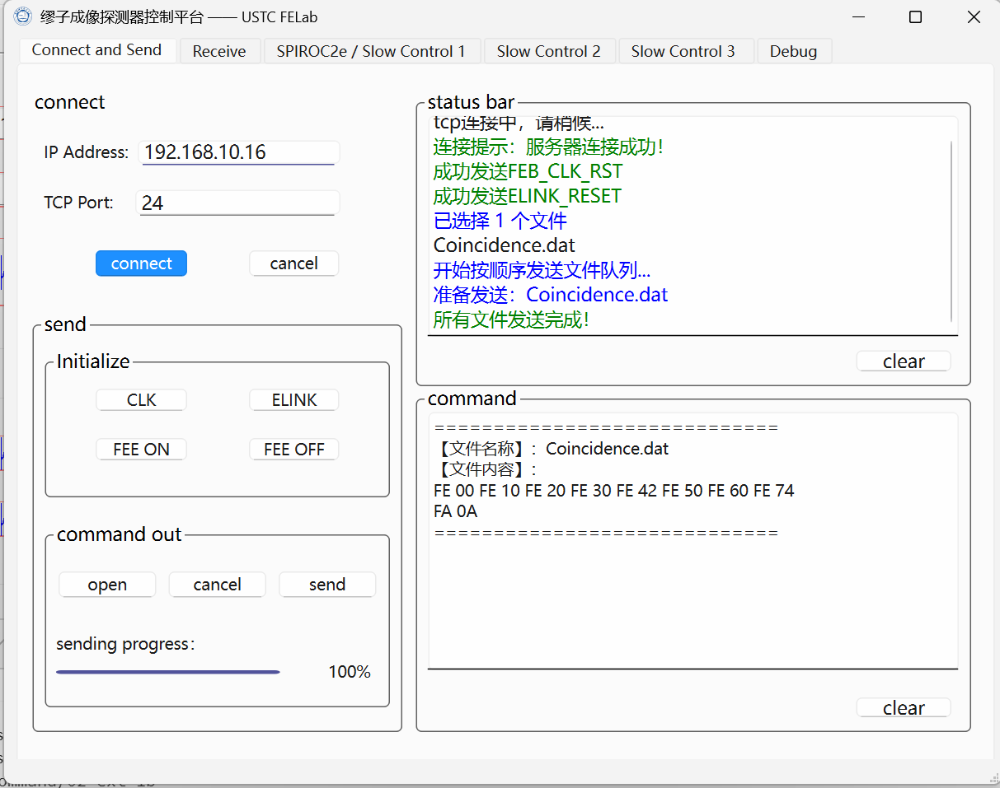 缪子成像探测器控制平台 —— USTC FELab
Connect and Send
Receive
SPIROC2e / Slow Control 1
Slow Control 2
Slow Control 3
Debug
connect
IP Address: 192.168.10.16
TCP Port: 24
connect
cancel
send
Initialize
CLK
ELINK
FEE ON
FEE OFF
command out
open
cancel
send
sending progress:
100%
status bar
tcp连接中，请稍候...
连接提示：服务器连接成功！
成功发送FEB_CLK_RST
成功发送ELINK_RESET
已选择 1 个文件
Coincidence.dat
开始按顺序发送文件队列...
准备发送：Coincidence.dat
所有文件发送完成！
clear
command
=============================
【文件名称】：Coincidence.dat
【文件内容】：
FE 00 FE 10 FE 20 FE 30 FE 42 FE 50 FE 60 FE 74
FA 0A
=============================
clear